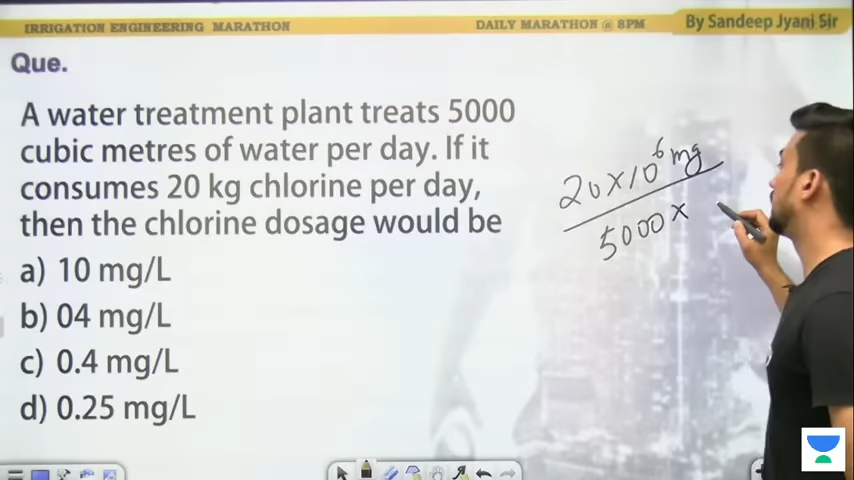 IRRIGATION ENGINEERING MARATHON
DAILY MARATHON @ 8PM
By Sandeep Jyani Sir
Que.
A water treatment plant treats 5000
cubic metres of water per day. If it
consumes 20 kg chlorine per day,
then the chlorine dosage would be
a) 10 mg/L
b) 04 mg/L
c) 0.4 mg/L
d) 0.25 mg/L
20×10⁶ mg
5000×